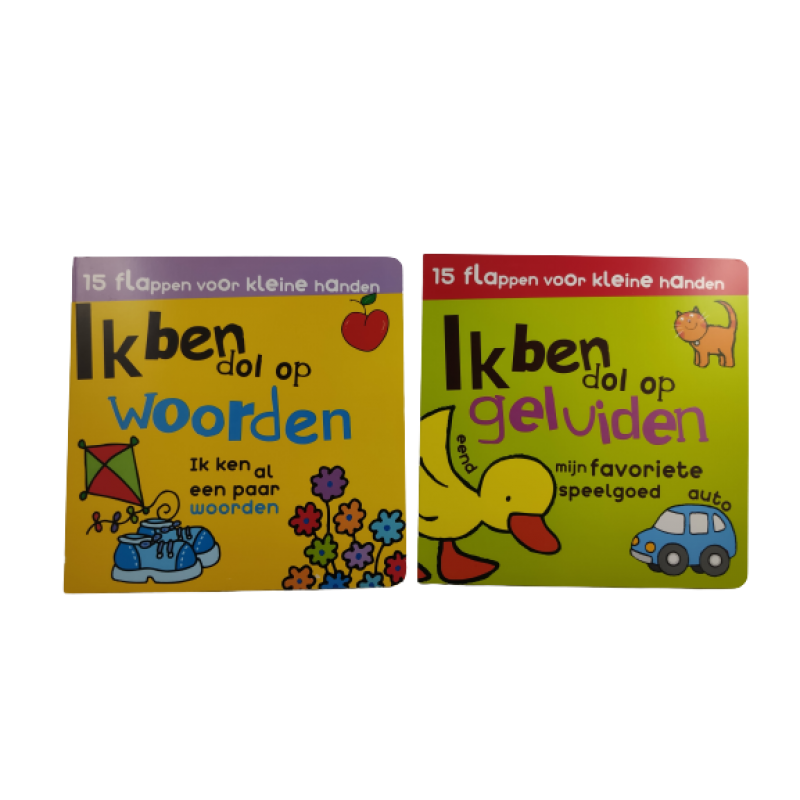 15 flappen voor kleine handen
Ik ben
dol op
woorden
Ik ken al
een paar
woorden
15 flappen voor kleine handen
Ik ben
dol op
geluiden
eend
mijn favoriete
speelgoed
auto